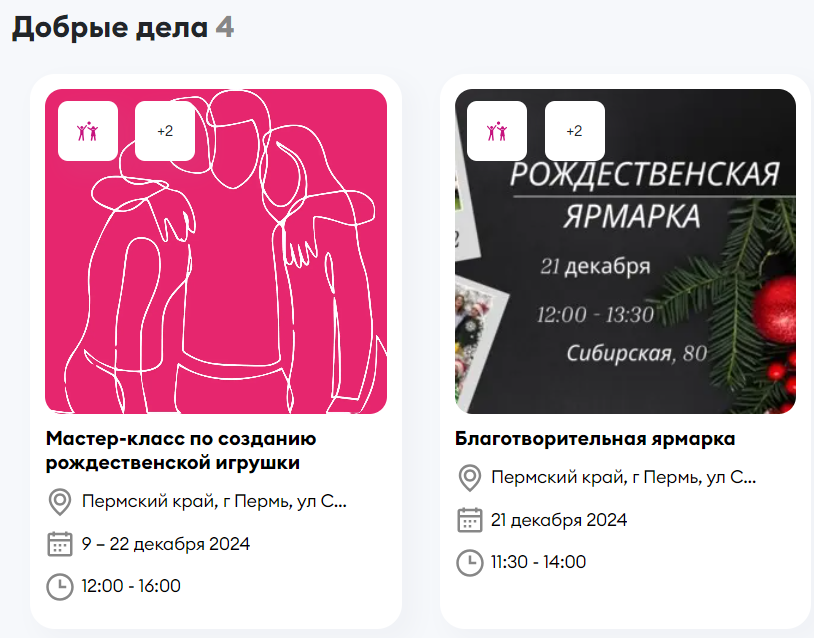 Добрые дела 4
+2
Мастер-класс по созданию
рождественской игрушки
Пермский край, г Пермь, ул С...
9 – 22 декабря 2024
12:00 - 16:00
+2
РОЖДЕСТВЕНСКАЯ
ЯРМАРКА
21 декабря
12:00 - 13:30
Сибирская, 80
Благотворительная ярмарка
Пермский край, г Пермь, ул С...
21 декабря 2024
11:30 - 14:00